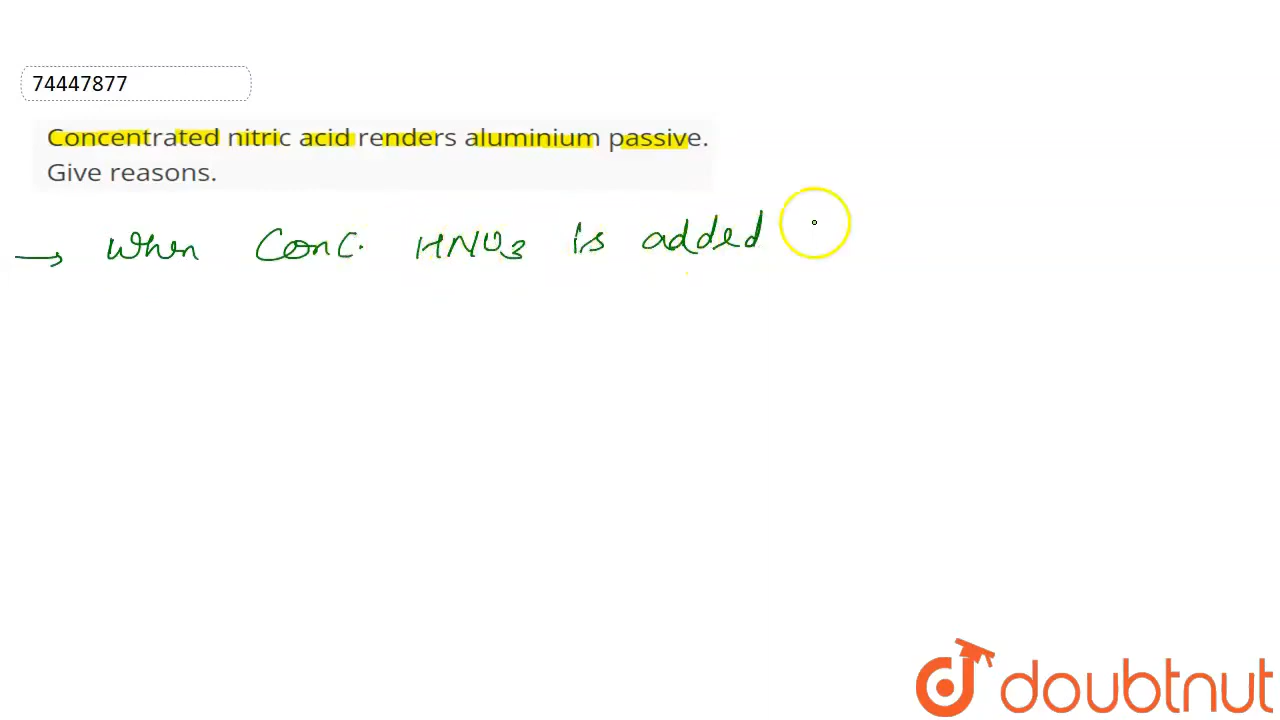 74447877
Concentrated nitric acid renders aluminium passive.
Give reasons.
→ When Conc. HNO3 is added
doubtnut